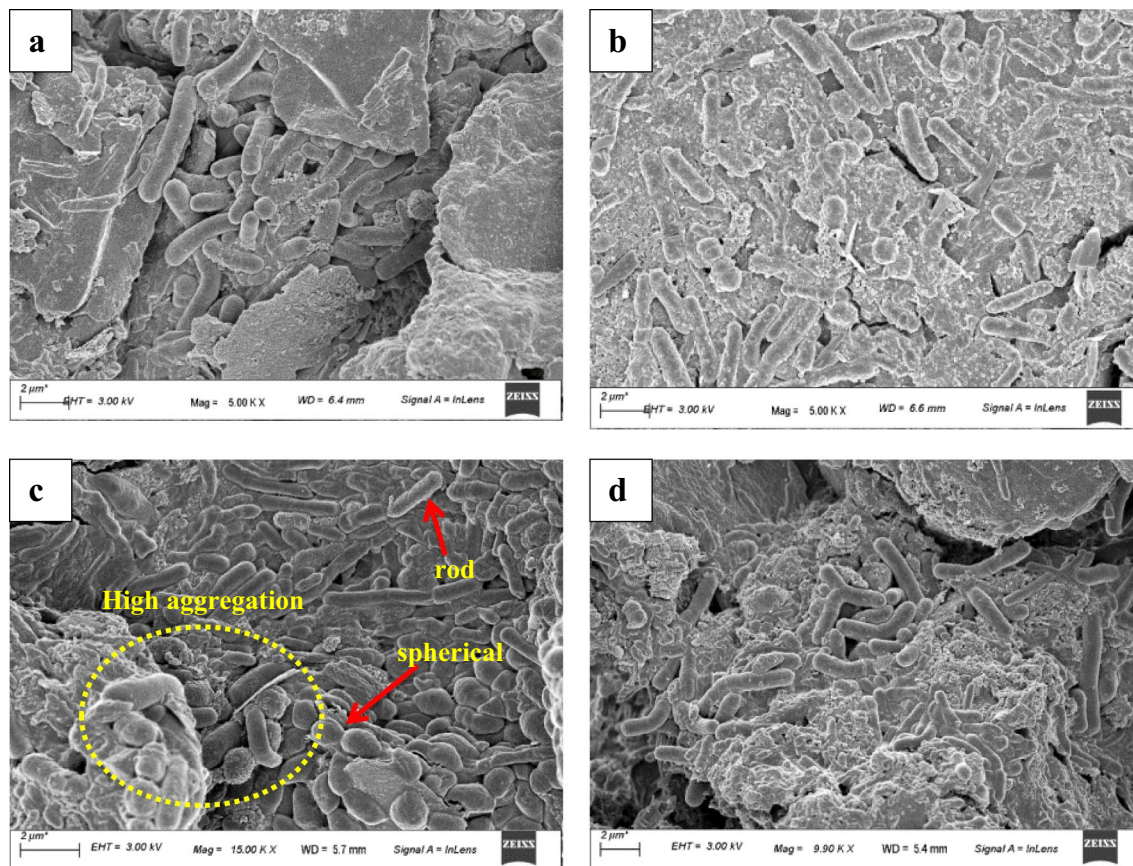 a
2 µm*
EHT = 3.00 kV
Mag = 5.00 K X
WD = 6.4 mm
Signal A = InLens
ZEISS
b
2 µm*
EHT = 3.00 kV
Mag = 5.00 K X
WD = 6.6 mm
Signal A = InLens
ZEISS
c
rod
High aggregation
spherical
2 µm*
EHT = 3.00 kV
Mag = 15.00 K X
WD = 5.7 mm
Signal A = InLens
ZEISS
d
2 µm*
EHT = 3.00 kV
Mag = 9.90 K X
WD = 5.4 mm
Signal A = InLens
ZEISS